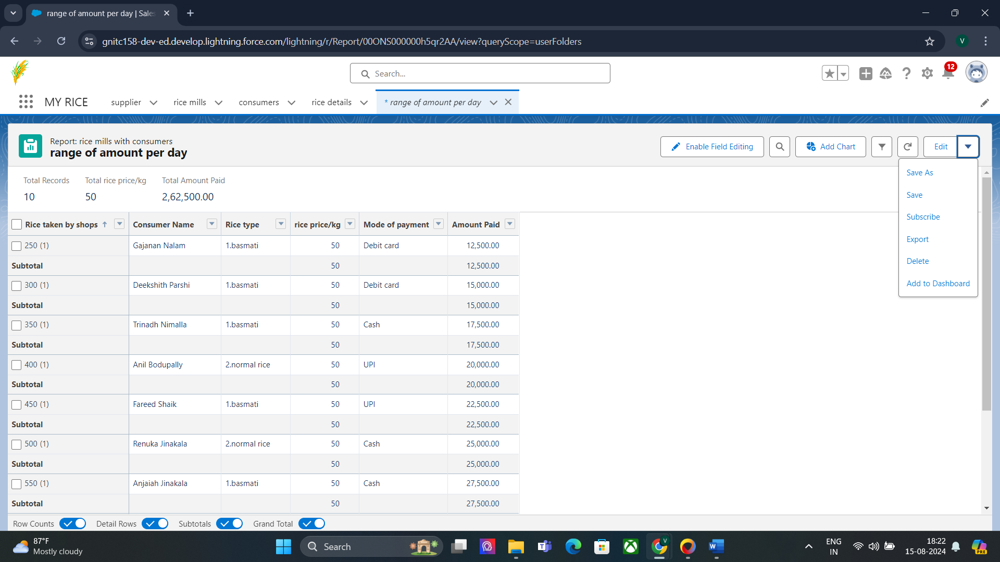 range of amount per day | Sales
gnitc158-dev-ed.develop.lightning.force.com/lightning/r/Report/00ONS000000h5qr2AA/view?queryScope=userFolders
V
Search...
12
MY RICE
supplier
rice mills
consumers
rice details
* range of amount per day
Report: rice mills with consumers
range of amount per day
Enable Field Editing
Add Chart
Edit
Save As
Save
Subscribe
Export
Delete
Add to Dashboard
Total Records Total rice price/kg Total Amount Paid
10 50 2,62,500.00
Rice taken by shops ↑ Consumer Name Rice type rice price/kg Mode of payment Amount Paid
250 (1) Gajanan Nalam 1.basmati 50 Debit card 12,500.00
Subtotal 50 12,500.00
300 (1) Deekshith Parshi 1.basmati 50 Debit card 15,000.00
Subtotal 50 15,000.00
350 (1) Trinadh Nimalla 1.basmati 50 Cash 17,500.00
Subtotal 50 17,500.00
400 (1) Anil Bodupally 2.normal rice 50 UPI 20,000.00
Subtotal 50 20,000.00
450 (1) Fareed Shaik 1.basmati 50 UPI 22,500.00
Subtotal 50 22,500.00
500 (1) Renuka Jinakala 2.normal rice 50 Cash 25,000.00
Subtotal 50 25,000.00
550 (1) Anjaiah Jinakala 1.basmati 50 Cash 27,500.00
Subtotal 50 27,500.00
Row Counts Detail Rows Subtotals Grand Total
87°F
Mostly cloudy
Search
ENG
IN
18:22
15-08-2024
PRE